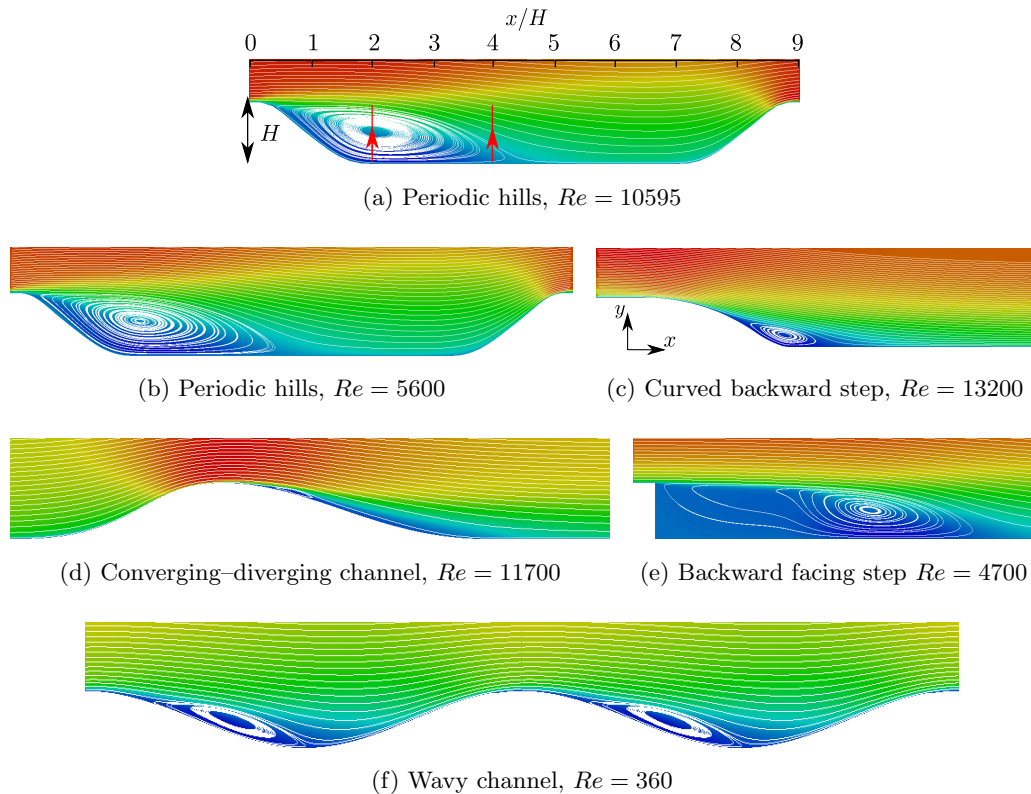 x/H
0 1 2 3 4 5 6 7 8 9
H
(a) Periodic hills, Re = 10595
y
x
(b) Periodic hills, Re = 5600
(c) Curved backward step, Re = 13200
(d) Converging–diverging channel, Re = 11700
(e) Backward facing step Re = 4700
(f) Wavy channel, Re = 360